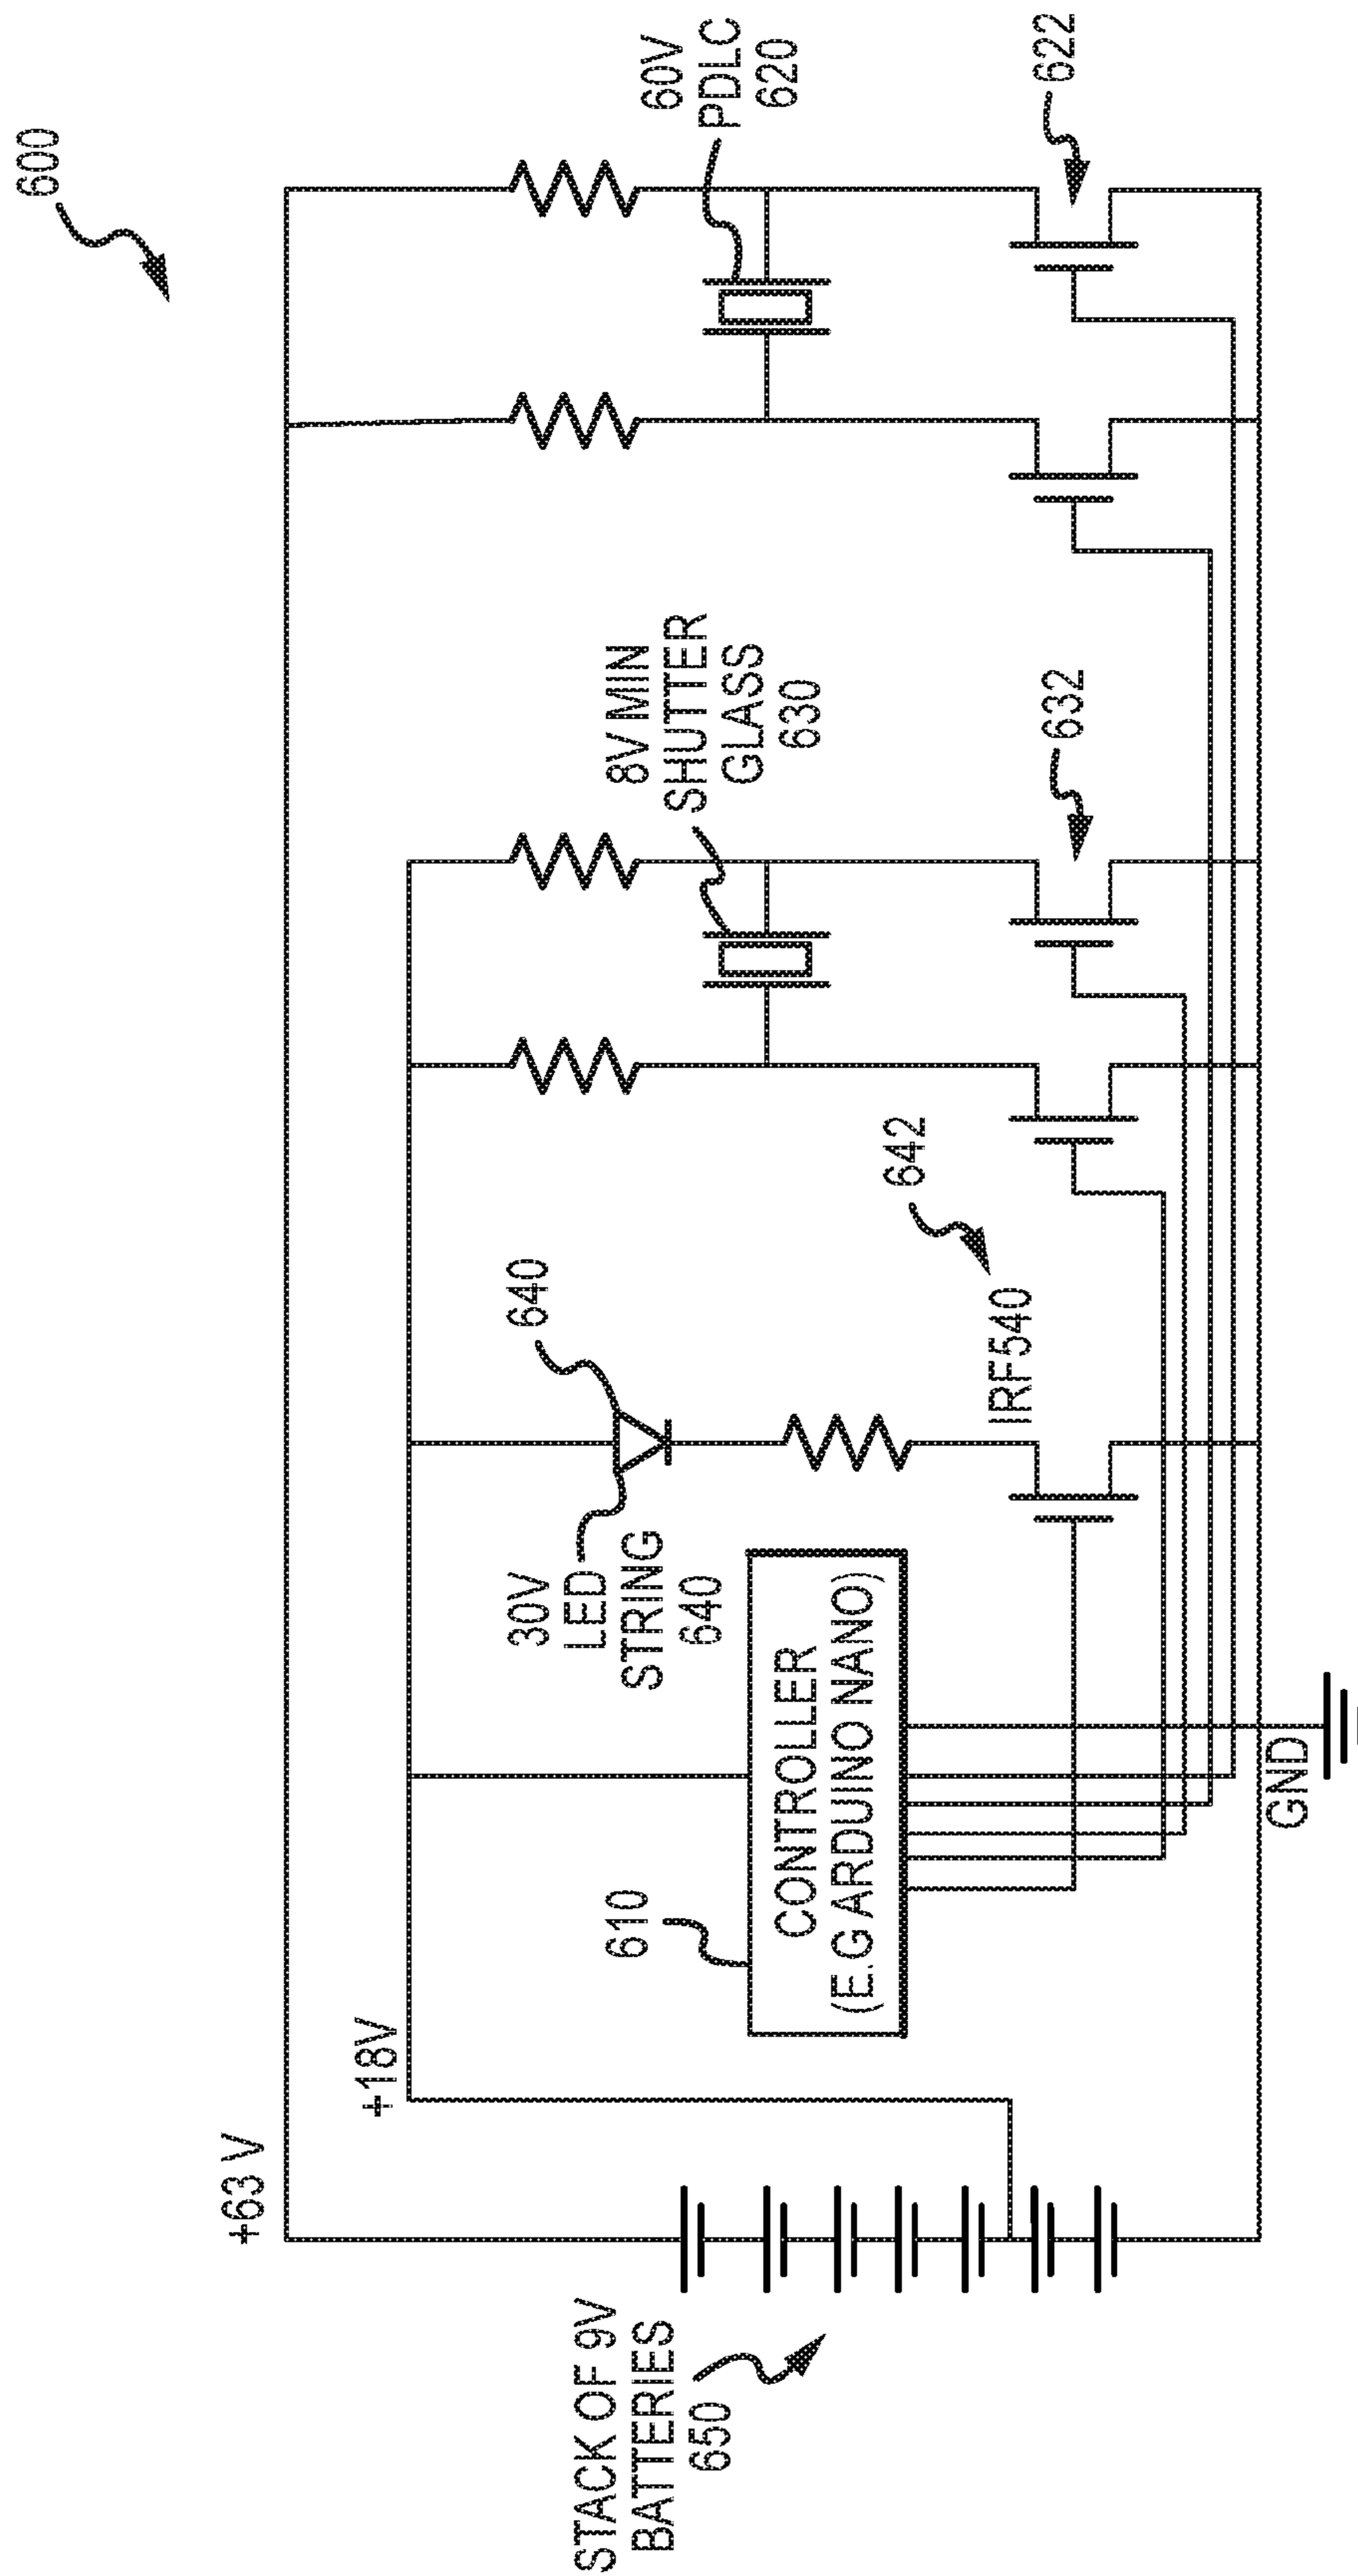 600
+63 V
+18V
STACK OF 9V
BATTERIES
650
610
CONTROLLER
(E.G ARDUINO NANO)
GND
30V
LED
STRING
640
640
IRF540
642
8V MIN
SHUTTER
GLASS
630
632
60V
PDLC
620
622